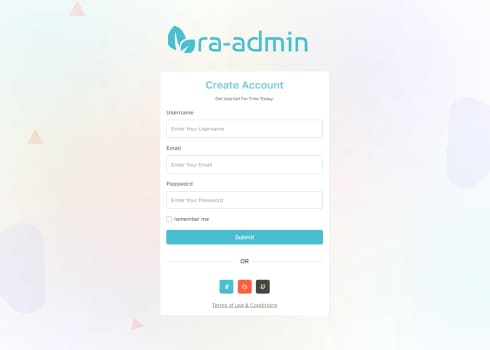 ra-admin
Create Account
Get started For Free Today.
Username
Enter Your Username
Email
Enter Your Email
Password
Enter Your Password
remember me
Submit
OR
Terms of use & Conditions